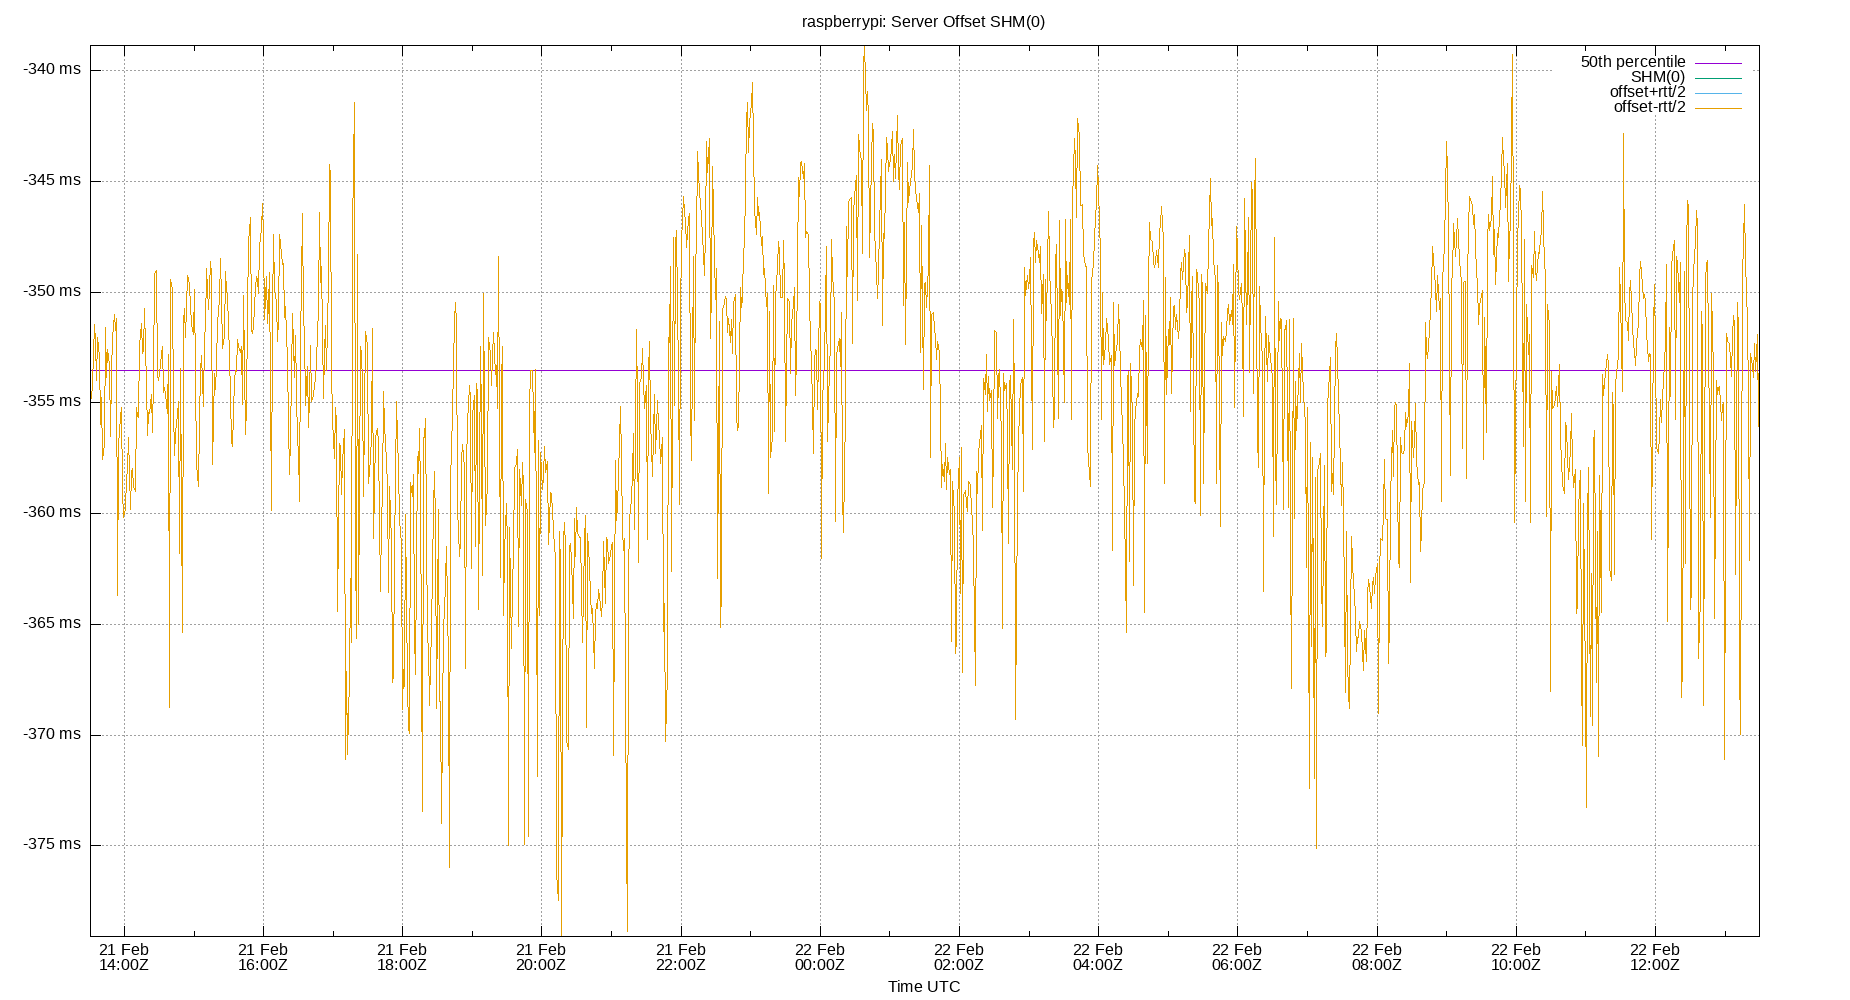 raspberrypi: Server Offset SHM(0)
50th percentile
SHM(0)
offset+rtt/2
offset-rtt/2
-340 ms
-345 ms
-350 ms
-355 ms
-360 ms
-365 ms
-370 ms
-375 ms
21 Feb 21 Feb 21 Feb 21 Feb 21 Feb 22 Feb 22 Feb 22 Feb 22 Feb 22 Feb 22 Feb 22 Feb
14:00Z 16:00Z 18:00Z 20:00Z 22:00Z 00:00Z 02:00Z 04:00Z 06:00Z 08:00Z 10:00Z 12:00Z
Time UTC